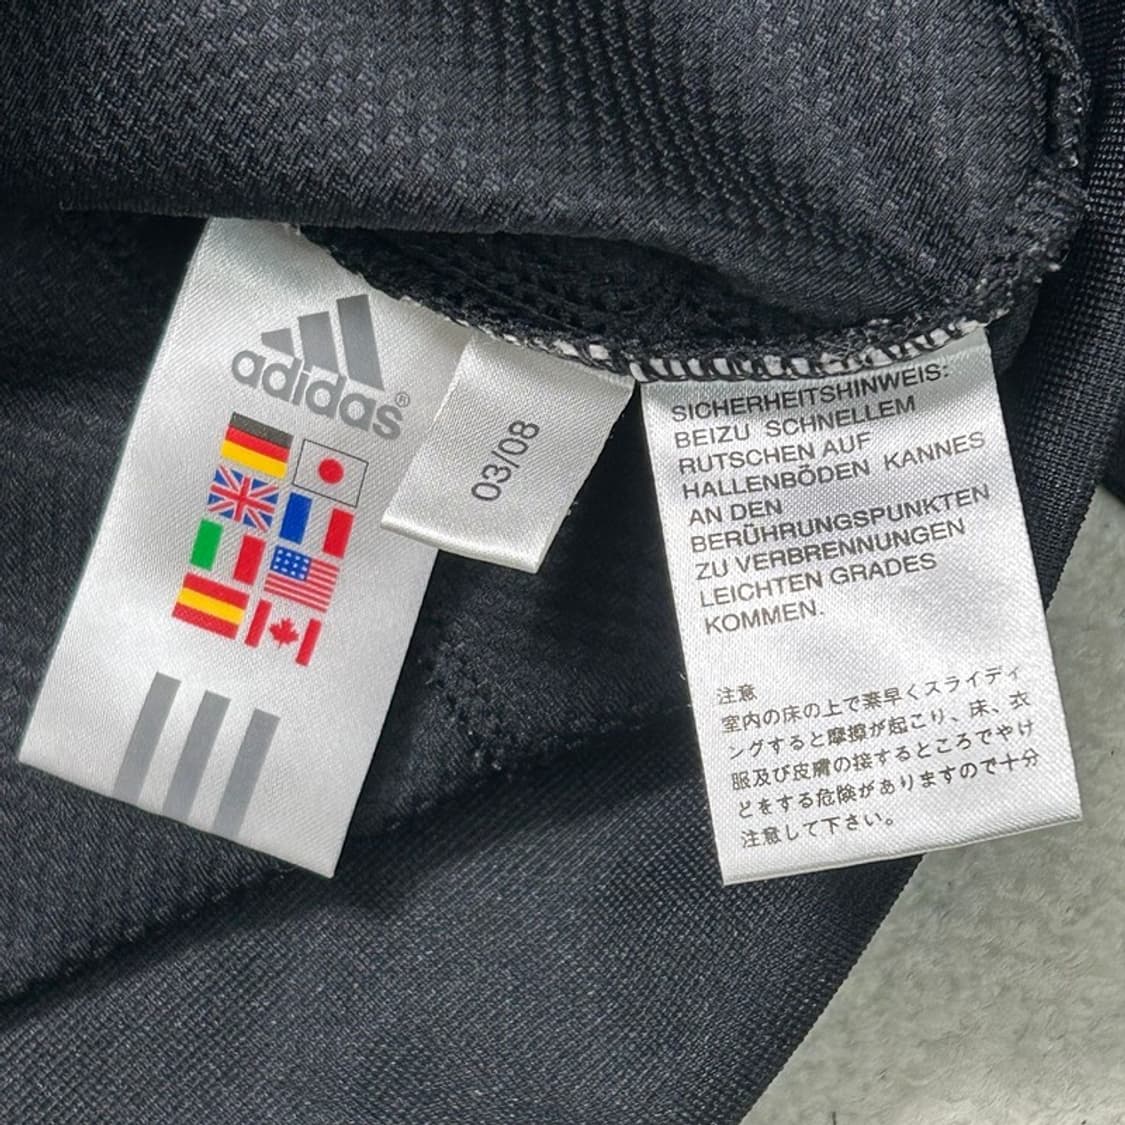 adidas®
03/08
SICHERHEITSHINWEIS:
BEIZU SCHNELLEM
RUTSCHEN AUF
HALLENBÖDEN KANNES
AN DEN
BERÜHRUNGSPUNKTEN
ZU VERBRENNUNGEN
LEICHTEN GRADES
KOMMEN.
注意
室内の床の上で素早くスライディ
ングすると摩擦が起こり、床、衣
服及び皮膚の接するところでやけ
どをする危険がありますので十分
注意して下さい。